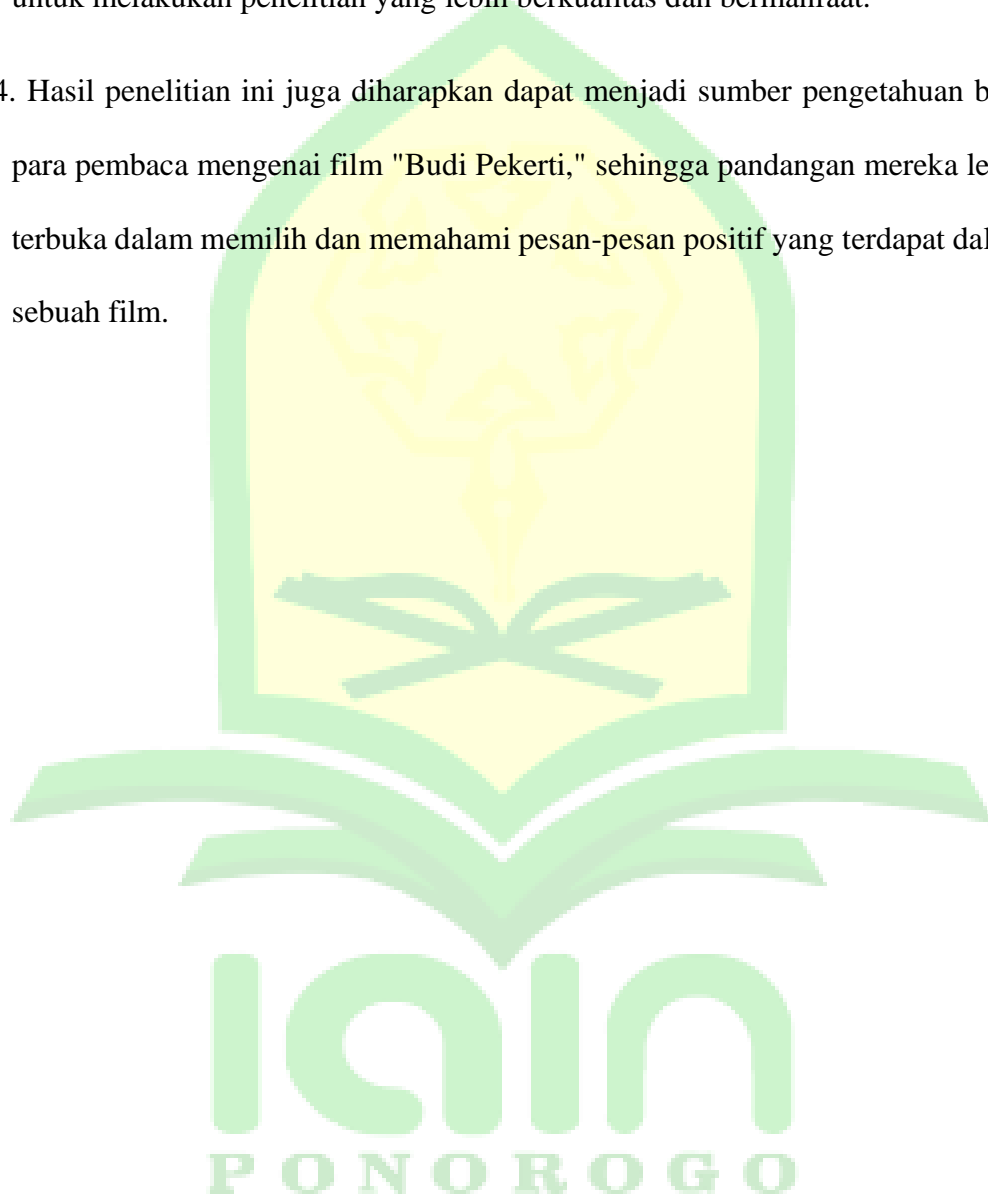 untuk melakukan penelitian yang lebih berkualitas dan bermanfaat.
4. Hasil penelitian ini juga diharapkan dapat menjadi sumber pengetahuan b
para pembaca mengenai film "Budi Pekerti," sehingga pandangan mereka le
terbuka dalam memilih dan memahami pesan-pesan positif yang terdapat dal
sebuah film.
iain
PONOROGO